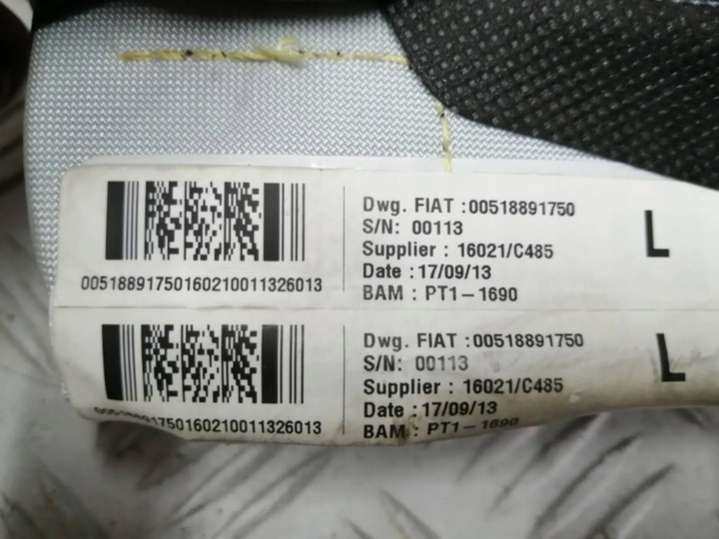 Dwg. FIAT :00518891750
S/N: 00113
L
Supplier : 16021/C485
Date : 17/09/13
BAM : PT1-1690
00518891750160210011326013
Dwg. FIAT :00518891750
S/N: 00113
L
Supplier : 16021/C485
Date : 17/09/13
BAM : PT1-1690
00518891750160210011326013